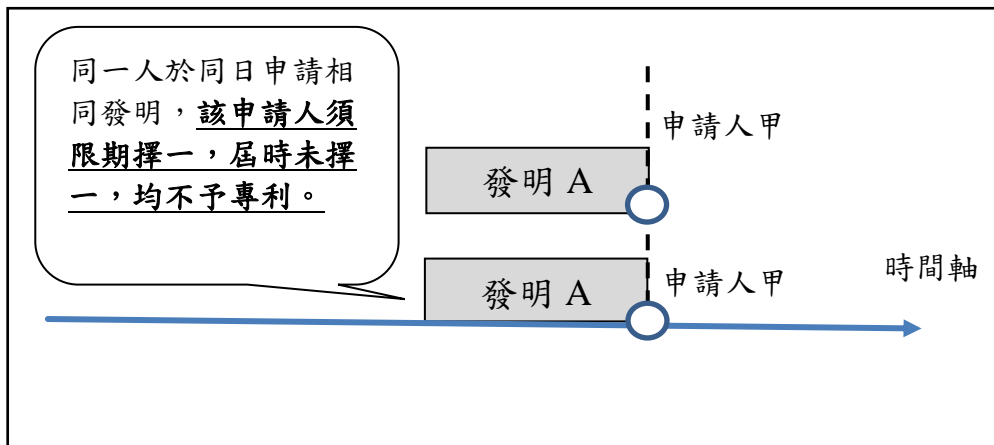 同一人於同日申請相
同發明，該申請人須
限期擇一，屆時未擇
一，均不予專利。
申請人甲
發明 A
申請人甲
發明 A
時間軸